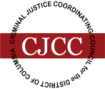 CRIMINAL JUSTICE COORDINATING COUNCIL for the DISTRICT OF COLUMBIA
CJCC